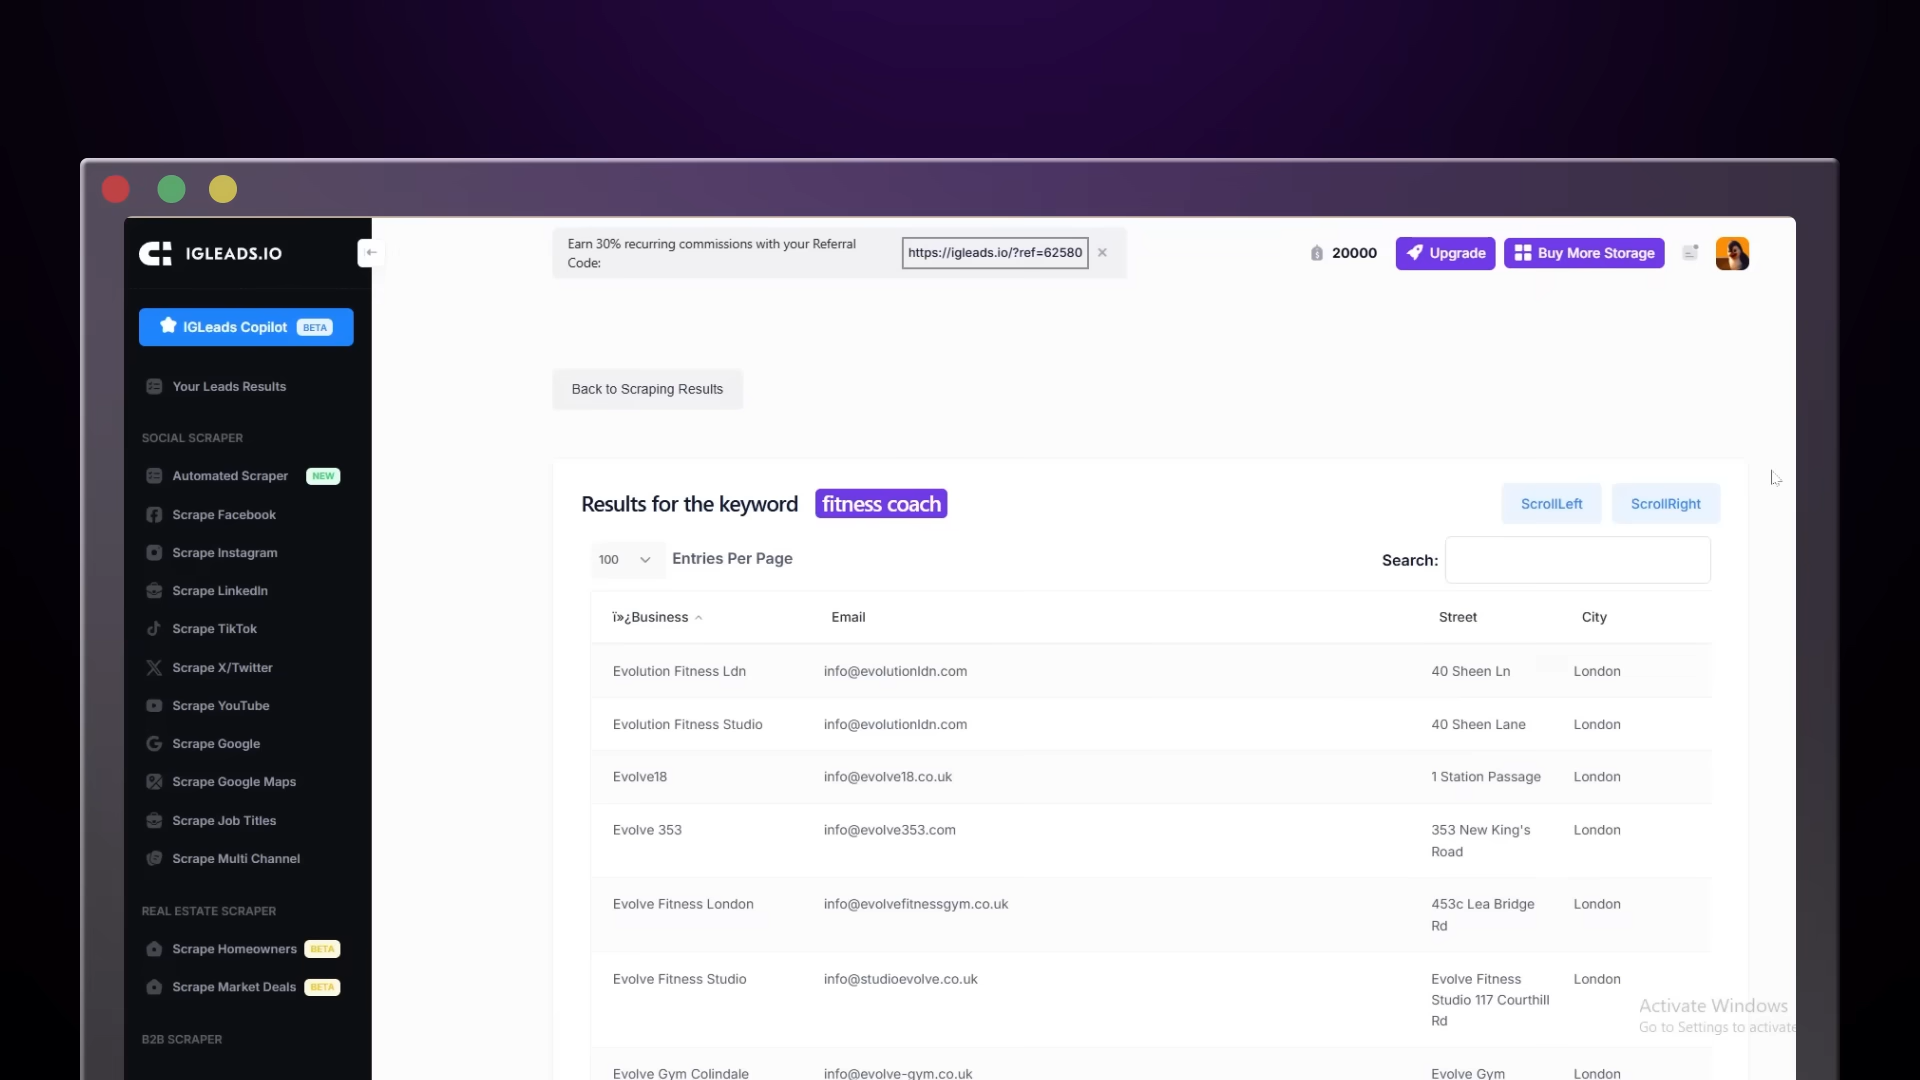 IGLEADS.IO
Earn 30% recurring commissions with your Referral
Code:
https://igleads.io/?ref=62580
20000
Upgrade
Buy More Storage
IGLeads Copilot BETA
Your Leads Results
Back to Scraping Results
SOCIAL SCRAPER
Automated Scraper NEW
Scrape Facebook
Scrape Instagram
Scrape LinkedIn
Scrape TikTok
Scrape X/Twitter
Scrape YouTube
Scrape Google
Scrape Google Maps
Scrape Job Titles
Scrape Multi Channel
REAL ESTATE SCRAPER
Scrape Homeowners BETA
Scrape Market Deals BETA
B2B SCRAPER
Results for the keyword fitness coach
ScrollLeft ScrollRight
100 Entries Per Page
Search:
ï»¿Business Email Street City
Evolution Fitness Ldn info@evolutionldn.com 40 Sheen Ln London
Evolution Fitness Studio info@evolutionldn.com 40 Sheen Lane London
Evolve18 info@evolve18.co.uk 1 Station Passage London
Evolve 353 info@evolve353.com 353 New King's London
Road
Evolve Fitness London info@evolvefitnessgym.co.uk 453c Lea Bridge London
Rd
Evolve Fitness Studio info@studioevolve.co.uk Evolve Fitness London
Studio 117 Courthill
Rd
Evolve Gym Colindale info@evolve-gym.co.uk Evolve Gym London
Activate Windows
Go to Settings to activate